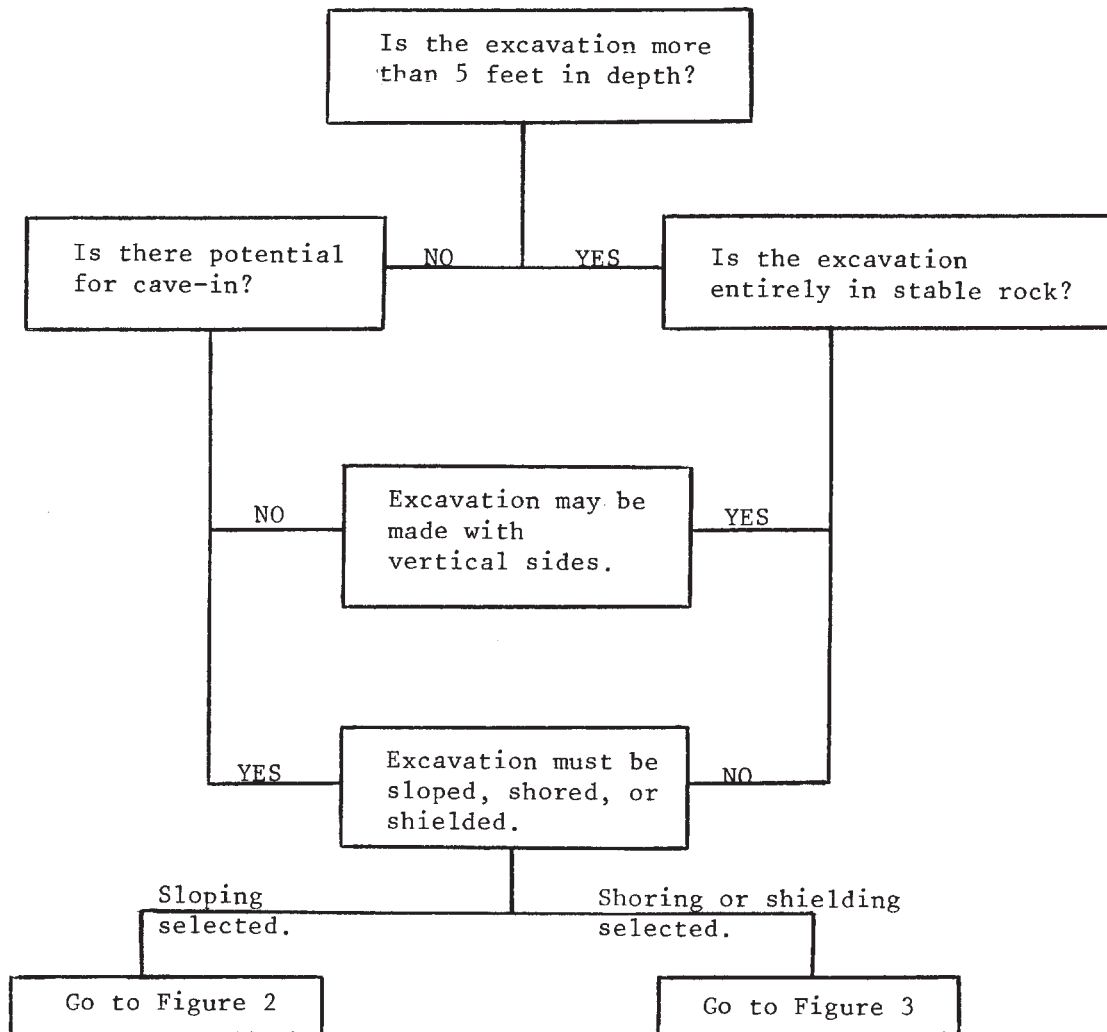 Is the excavation more
than 5 feet in depth?
Is there potential
for cave-in?
NO
YES
Is the excavation
entirely in stable rock?
NO
Excavation may be
made with
vertical sides.
YES
YES
Excavation must be
sloped, shored, or
shielded.
NO
Sloping
selected.
Shoring or shielding
selected.
Go to Figure 2
Go to Figure 3